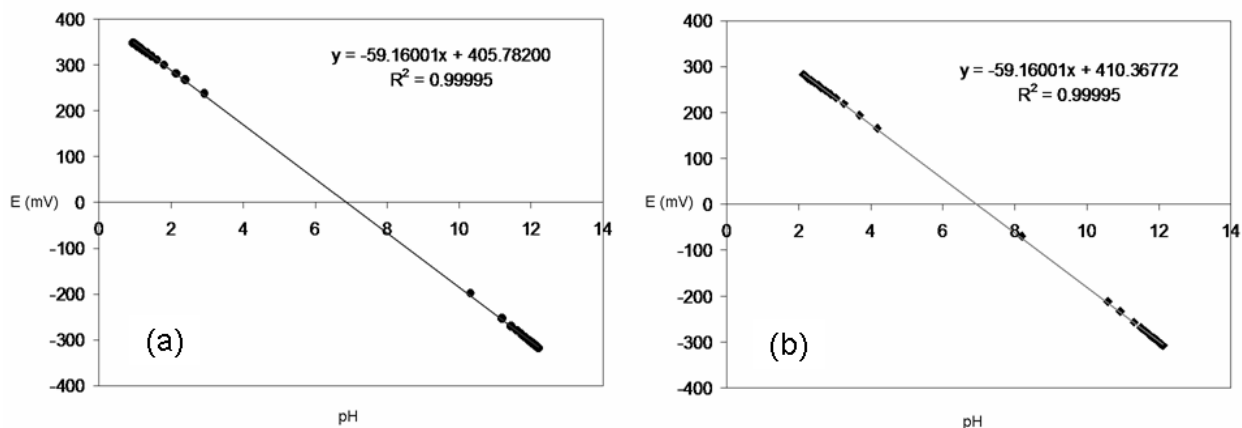 400
300
200
100
0
-100
-200
-300
-400
E (mV)
0 2 4 6 8 10 12 14
y = -59.16001x + 405.78200
R² = 0.99995
(a)
pH
400
300
200
100
0
-100
-200
-300
-400
E (mV)
0 2 4 6 8 10 12 14
y = -59.16001x + 410.36772
R² = 0.99995
(b)
pH